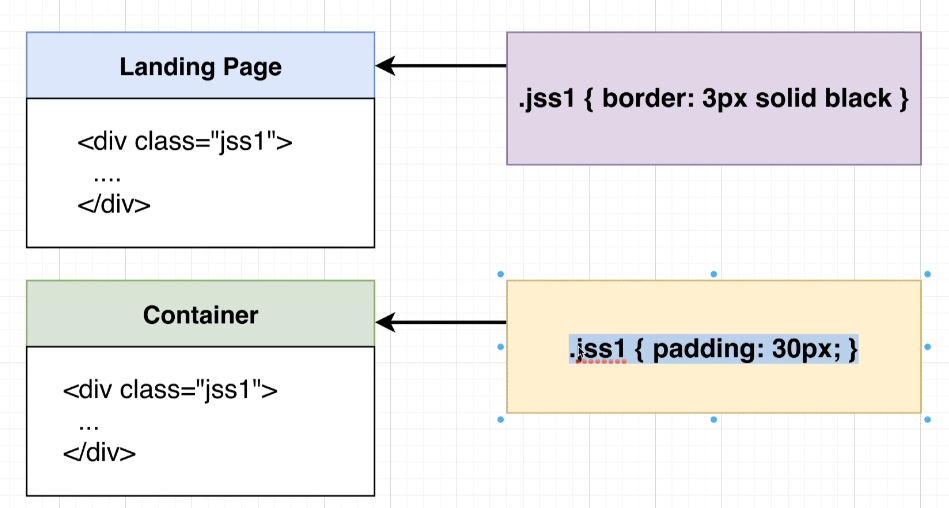 Landing Page
.jss1 { border: 3px solid black }
<div class="jss1">
....
</div>
Container
.jss1 { padding: 30px; }
<div class="jss1">
...
</div>